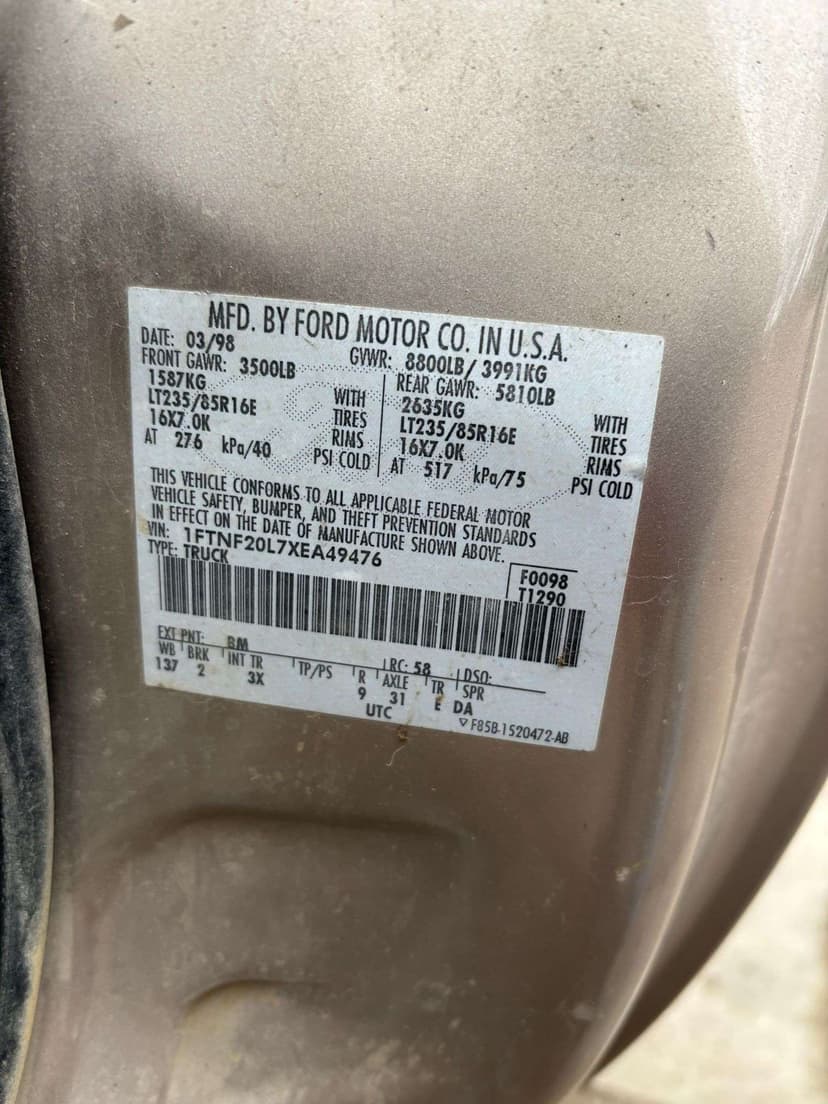 MFD. BY FORD MOTOR CO. IN U.S.A.
DATE: 03/98 GVWR: 8800LB/ 3991KG
FRONT GAWR: 3500LB REAR GAWR: 5810LB
1587KG WITH 2635KG WITH
LT235/85R16E TIRES LT235/85R16E TIRES
16X7.0K RIMS 16X7.0K RIMS
AT 276 kPa/40 PSI COLD AT 517 kPa/75 PSI COLD
THIS VEHICLE CONFORMS TO ALL APPLICABLE FEDERAL MOTOR
VEHICLE SAFETY, BUMPER, AND THEFT PREVENTION STANDARDS
IN EFFECT ON THE DATE OF MANUFACTURE SHOWN ABOVE.
VIN: 1FTNF20L7XEA49476
TYPE: TRUCK F0098
T1290
EXT PNT: BM RC: 58 DSO:
WB BRK INT TR TP/PS R AXLE TR SPR
137 2 3X 9 31 E DA
UTC ▽ F85B-1520472-AB